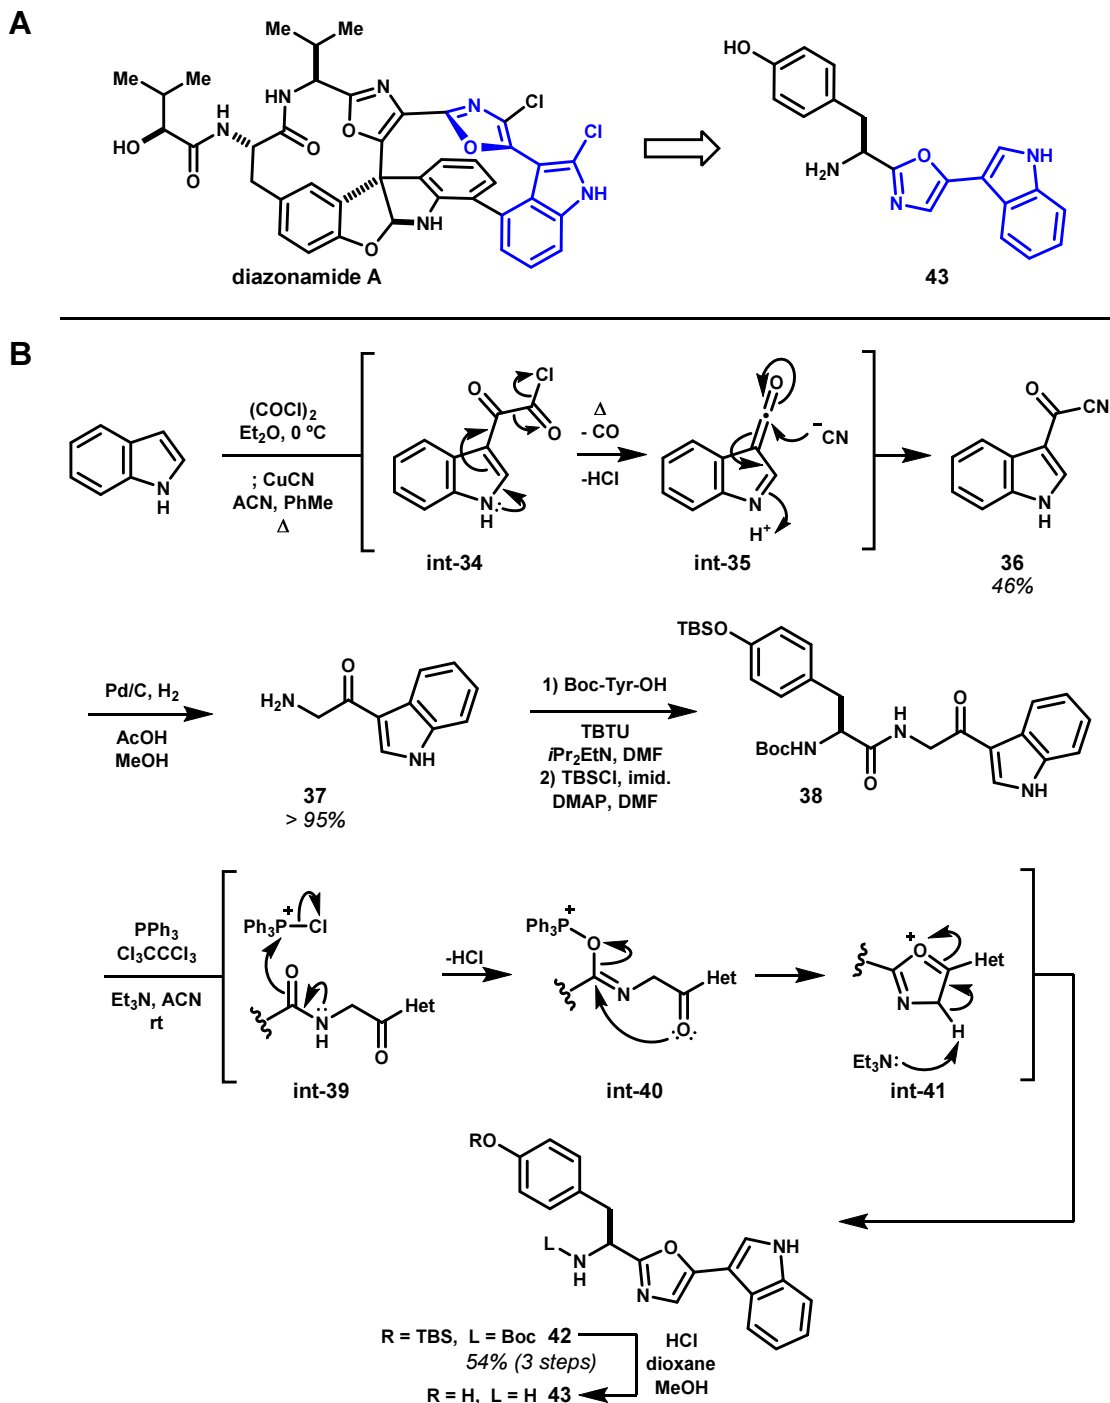 A
Me
Me
Me
Me
HN
N
O
N
Cl
Cl
O
H
N
O
HO
O
NH
NH
O
diazonamide A
HO
H2N
O
N
NH
43
B
N
H
(COCl)2
Et2O, 0 ºC
; CuCN
ACN, PhMe
Δ
Cl
O
O
N:
H
int-34
Δ
- CO
-HCl
O
–CN
N
H+
int-35
O
CN
N
H
36
46%
Pd/C, H2
AcOH
MeOH
O
H2N
NH
37
> 95%
1) Boc-Tyr-OH
TBTU
iPr2EtN, DMF
2) TBSCl, imid.
DMAP, DMF
TBSO
BocHN
H
N
O
O
NH
38
PPh3
Cl3CCCl3
Et3N, ACN
rt
+
Ph3P–Cl
O
N
H
Het
O
int-39
-HCl
+
Ph3P
O
N
Het
:O:
int-40
+
O
Het
N
H
Et3N:
int-41
RO
L
N
H
O
N
NH
R = TBS, L = Boc 42
54% (3 steps)
R = H, L = H 43
HCl
dioxane
MeOH